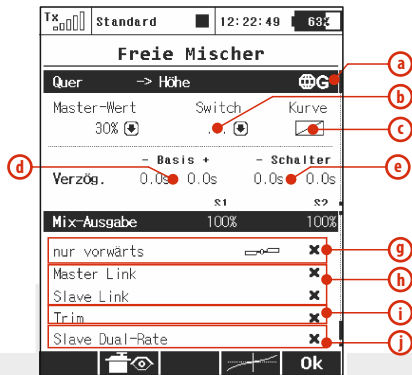 Tx Standard 12:22:49 63%
Freie Mischer
Quer -> Höhe G
a
Master-Wert Switch Kurve
b
30% ... c
- Basis + - Schalter
d e
Verzög. 0.0s 0.0s 0.0s 0.0s
S1 S2
Mix-Ausgabe 100% 100%
nur vorwärts ✖ g
Master Link ✖
h
Slave Link ✖
Trim ✖ i
Slave Dual-Rate ✖ j
Ok